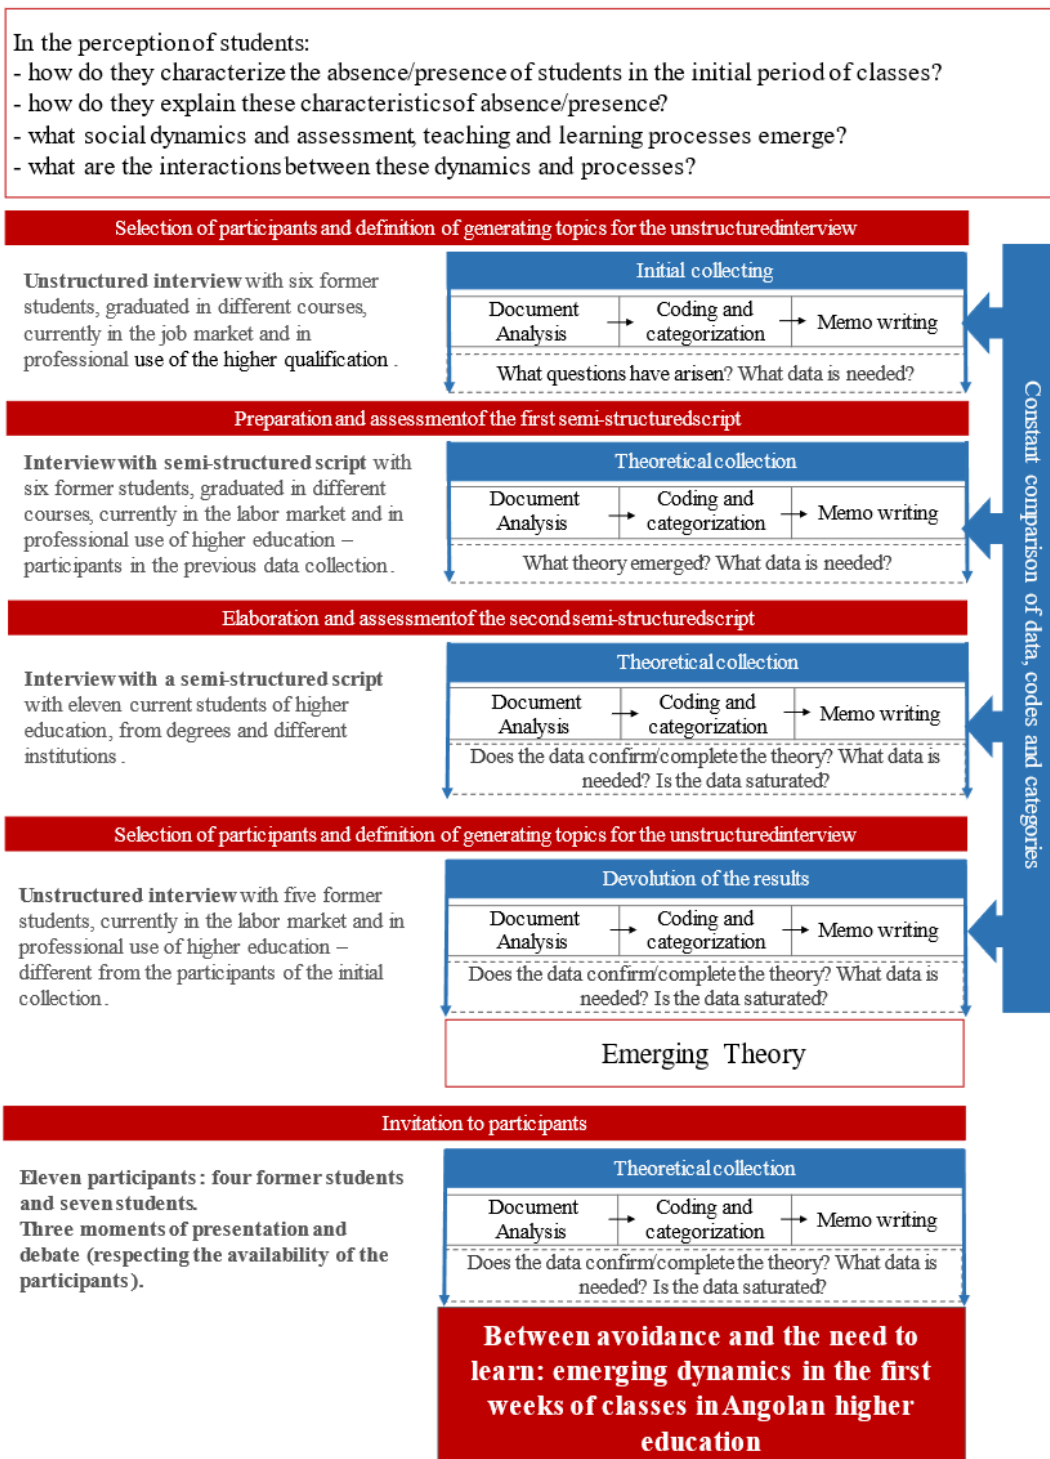 In the perception of students:
- how do they characterize the absence/presence of students in the initial period of classes?
- how do they explain these characteristics of absence/presence?
- what social dynamics and assessment, teaching and learning processes emerge?
- what are the interactions between these dynamics and processes?
Selection of participants and definition of generating topics for the unstructured interview
Unstructured interview with six former
students, graduated in different courses,
currently in the job market and in
professional use of the higher qualification .
Initial collecting
Document
Analysis
Coding and
categorization
Memo writing
What questions have arisen? What data is needed?
Preparation and assessment of the first semi-structured script
Interview with semi-structured script with
six former students, graduated in different
courses, currently in the labor market and in
professional use of higher education –
participants in the previous data collection .
Theoretical collection
Document
Analysis
Coding and
categorization
Memo writing
What theory emerged? What data is needed?
Elaboration and assessment of the second semi-structured script
Interview with a semi-structured script
with eleven current students of higher
education, from degrees and different
institutions .
Theoretical collection
Document
Analysis
Coding and
categorization
Memo writing
Does the data confirm/complete the theory? What data is
needed? Is the data saturated?
Selection of participants and definition of generating topics for the unstructured interview
Unstructured interview with five former
students, currently in the labor market and in
professional use of higher education –
different from the participants of the initial
collection .
Devolution of the results
Document
Analysis
Coding and
categorization
Memo writing
Does the data confirm/complete the theory? What data is
needed? Is the data saturated?
Constant comparison of data, codes and categories
Emerging Theory
Invitation to participants
Eleven participants : four former students
and seven students.
Three moments of presentation and
debate (respecting the availability of the
participants ).
Theoretical collection
Document
Analysis
Coding and
categorization
Memo writing
Does the data confirm/complete the theory? What data is
needed? Is the data saturated?
Between avoidance and the need to
learn: emerging dynamics in the first
weeks of classes in Angolan higher
education